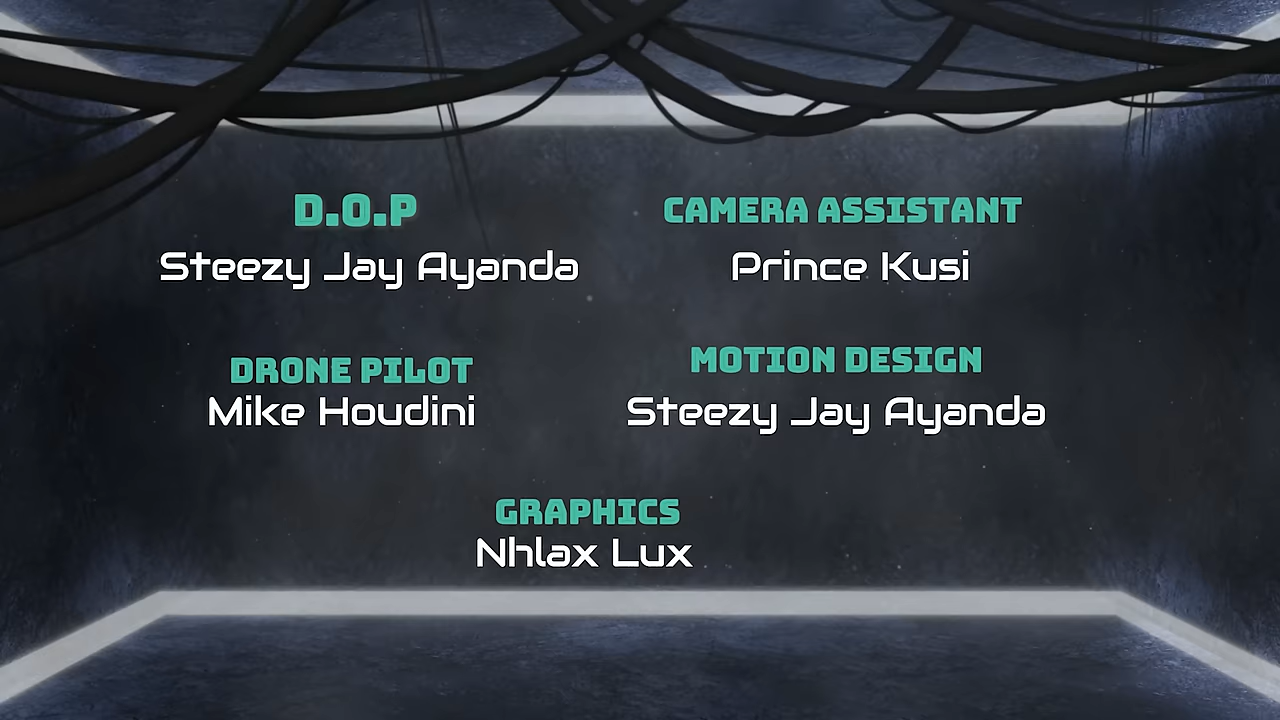 D.O.P
Steezy Jay Ayanda
CAMERA ASSISTANT
Prince Kusi
DRONE PILOT
Mike Houdini
MOTION DESIGN
Steezy Jay Ayanda
GRAPHICS
Nhlax Lux